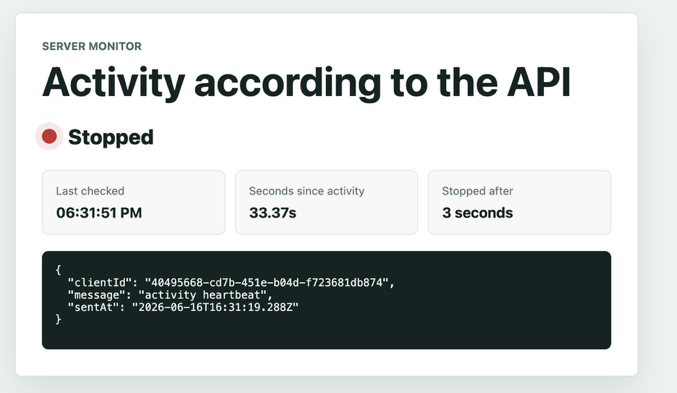 SERVER MONITOR
Activity according to the API
Stopped
Last checked
06:31:51 PM
Seconds since activity
33.37s
Stopped after
3 seconds
{
  "clientId": "40495668-cd7b-451e-b04d-f723681db874",
  "message": "activity heartbeat",
  "sentAt": "2026-06-16T16:31:19.288Z"
}